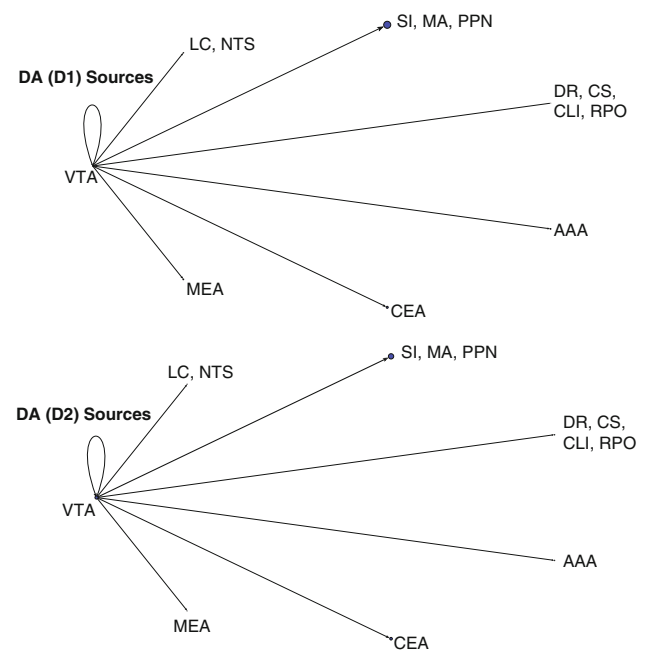 SI, MA, PPN
LC, NTS
DA (D1) Sources
DR, CS,
CLI, RPO
VTA
AAA
MEA
CEA
SI, MA, PPN
LC, NTS
DA (D2) Sources
DR, CS,
CLI, RPO
VTA
AAA
MEA
CEA